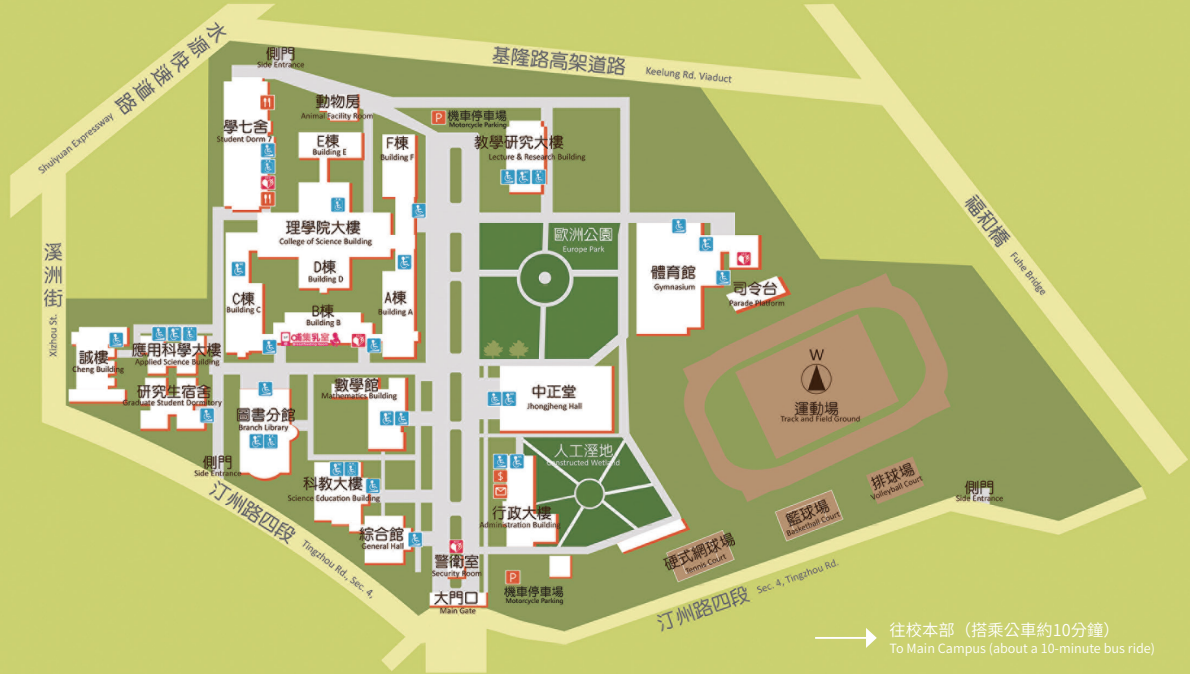 水源快速道路
Shuiyuan Expressway
基隆路高架道路
Keelung Rd. Viaduct
側門
Side Entrance
動物房
Animal Facility Room
P
機車停車場
Motorcycle Parking
學七舍
Student Dorm 7
E棟
Building E
F棟
Building F
教學研究大樓
Lecture & Research Building
福和橋
Fuhe Bridge
理學院大樓
College of Science Building
歐洲公園
Europe Park
溪洲街
Xizhou St.
D棟
Building D
體育館
Gymnasium
司令台
Parade Platform
C棟
Building C
B棟
Building B
A棟
Building A
哺集乳室
誠樓
Cheng Building
應用科學大樓
Applied Science Building
W
研究生宿舍
Graduate Student Dormitory
數學館
Mathematics Building
中正堂
Jhongjheng Hall
運動場
Track and Field Ground
圖書分館
Branch Library
人工溼地
Constructed Wetland
側門
Side Entrance
科教大樓
Science Education Building
$
排球場
Volleyball Court
側門
Side Entrance
行政大樓
Administration Building
籃球場
Basketball Court
汀州路四段
Tingzhou Rd., Sec. 4,
綜合館
General Hall
硬式網球場
Tennis Court
警衛室
Security Room
P
機車停車場
Motorcycle Parking
大門口
Main Gate
汀州路四段
Sec. 4, Tingzhou Rd.
往校本部（搭乘公車約10分鐘）
To Main Campus (about a 10-minute bus ride)